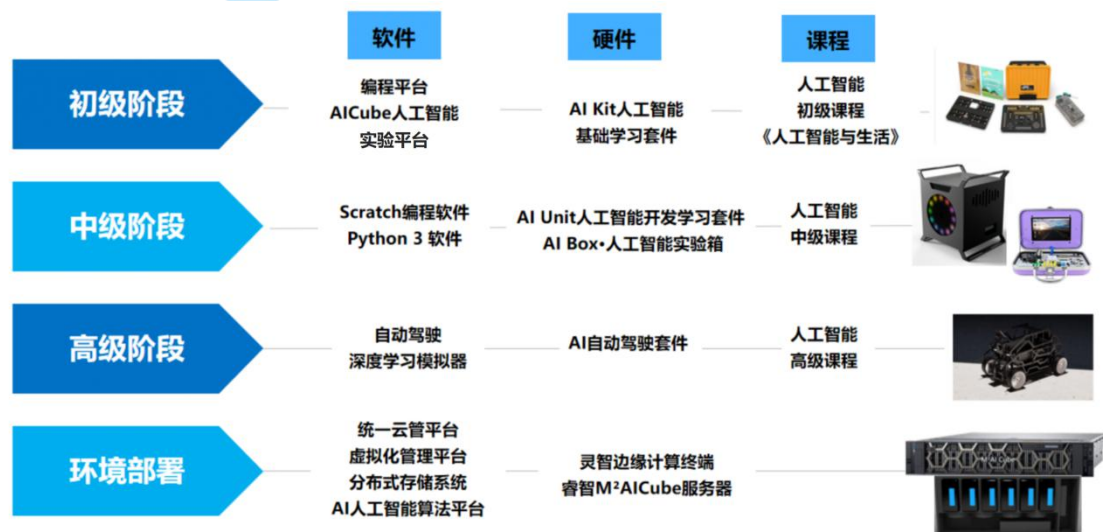 软件
硬件
课程
初级阶段
编程平台
AICube人工智能
实验平台
AI Kit人工智能
基础学习套件
人工智能
初级课程
《人工智能与生活》
中级阶段
Scratch编程软件
Python 3 软件
AI Unit人工智能开发学习套件
AI Box•人工智能实验箱
人工智能
中级课程
高级阶段
自动驾驶
深度学习模拟器
AI自动驾驶套件
人工智能
高级课程
环境部署
统一云管平台
虚拟化管理平台
分布式存储系统
AI人工智能算法平台
灵智边缘计算终端
睿智M²AICube服务器
M²AI Cube